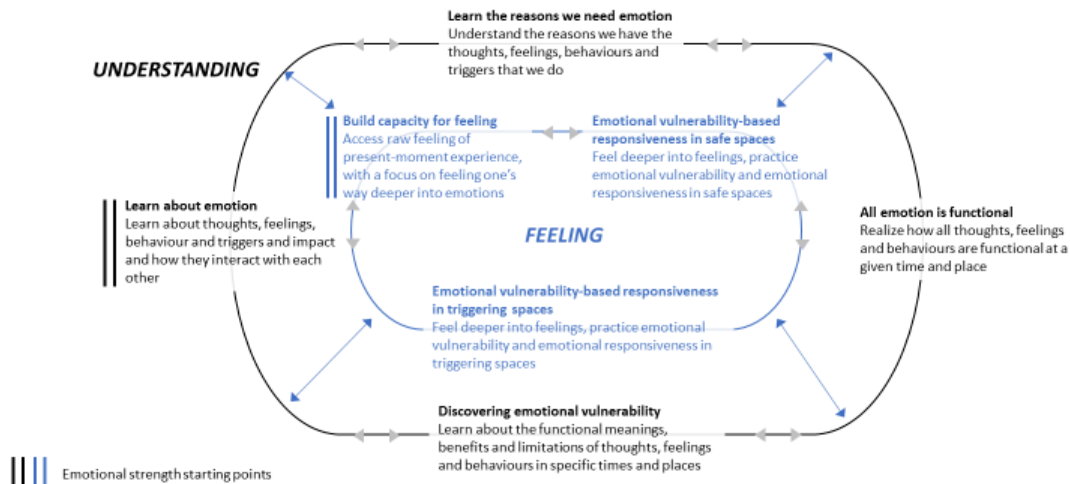 Learn the reasons we need emotion
Understand the reasons we have the
thoughts, feelings, behaviours and
triggers that we do
UNDERSTANDING
Build capacity for feeling
Access raw feeling of
present-moment experience,
with a focus on feeling one's
way deeper into emotions
Emotional vulnerability-based
responsiveness in safe spaces
Feel deeper into feelings, practice
emotional vulnerability and emotional
responsiveness in safe spaces
Learn about emotion
Learn about thoughts, feelings,
behaviour and triggers and impact
and how they interact with each
other
FEELING
All emotion is functional
Realize how all thoughts, feelings
and behaviours are functional at a
given time and place
Emotional vulnerability-based responsiveness
in triggering spaces
Feel deeper into feelings, practice emotional
vulnerability and emotional responsiveness in
triggering spaces
Discovering emotional vulnerability
Learn about the functional meanings,
benefits and limitations of thoughts, feelings
and behaviours in specific times and places
Emotional strength starting points